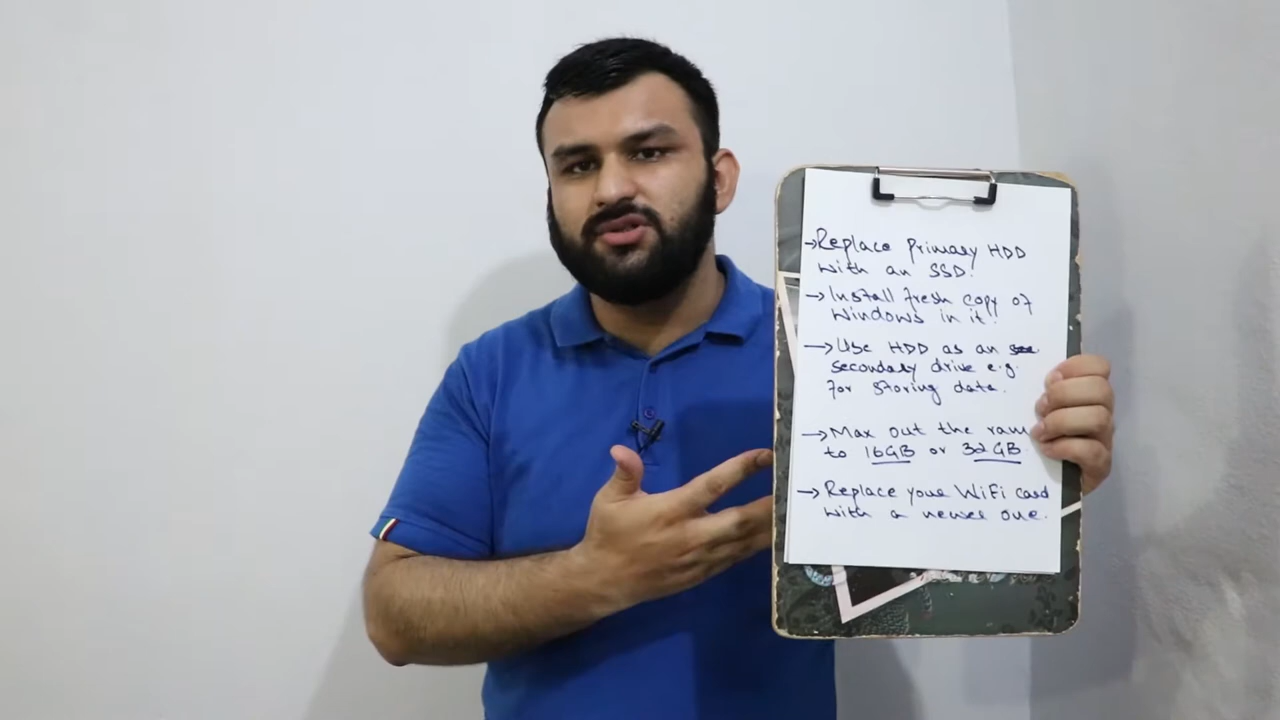 →Replace Primary HDD
with an SSD.
→Install fresh copy of
Windows in it.
→Use HDD as an
secondary drive e.g.
for storing data.
→Max out the ram
to 16GB or 32GB
→Replace your WiFi card
with a newer one.